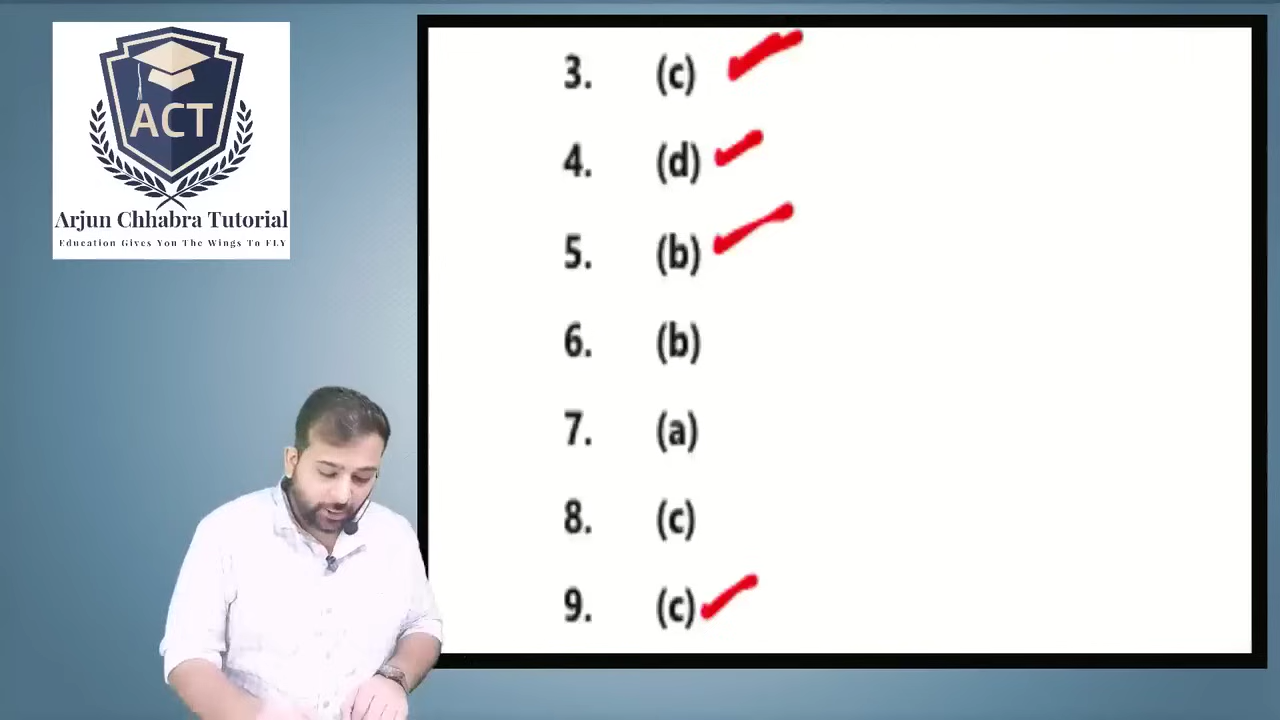 ACT
Arjun Chhabra Tutorial
Education Gives You The Wings To FLY
3. (c)
4. (d)
5. (b)
6. (b)
7. (a)
8. (c)
9. (c)